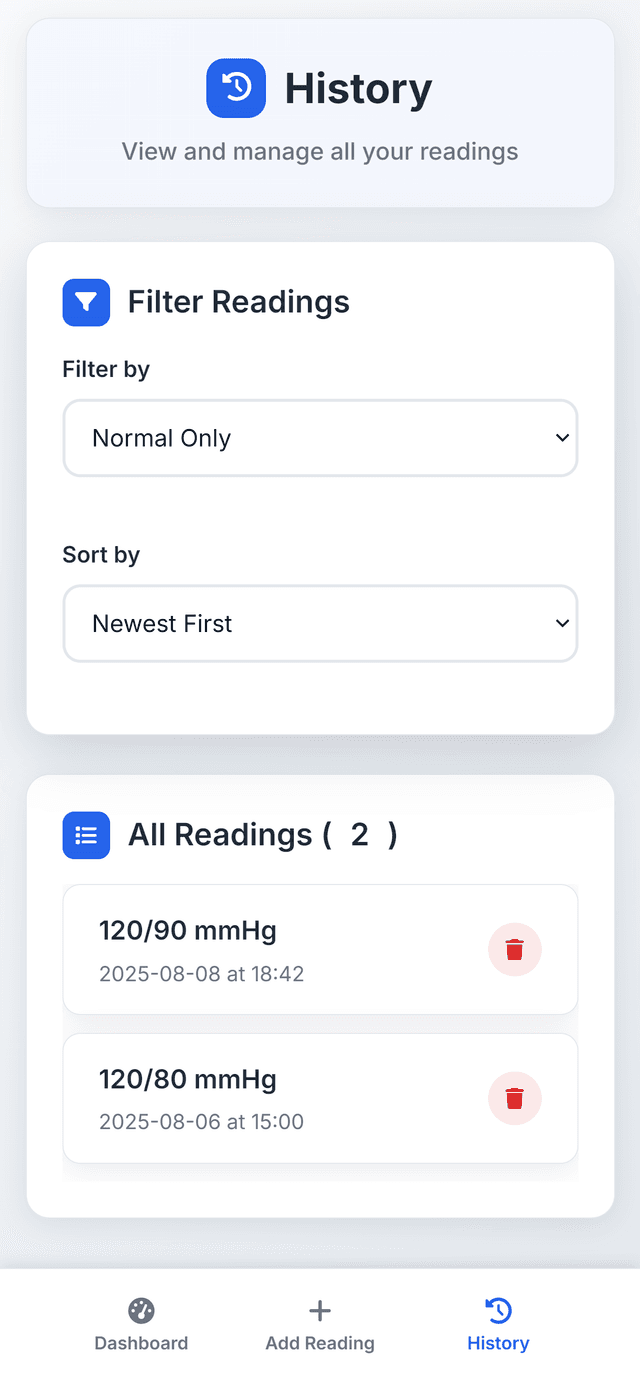 History
View and manage all your readings
Filter Readings
Filter by
Normal Only
Sort by
Newest First
All Readings ( 2 )
120/90 mmHg
2025-08-08 at 18:42
120/80 mmHg
2025-08-06 at 15:00
Dashboard
Add Reading
History